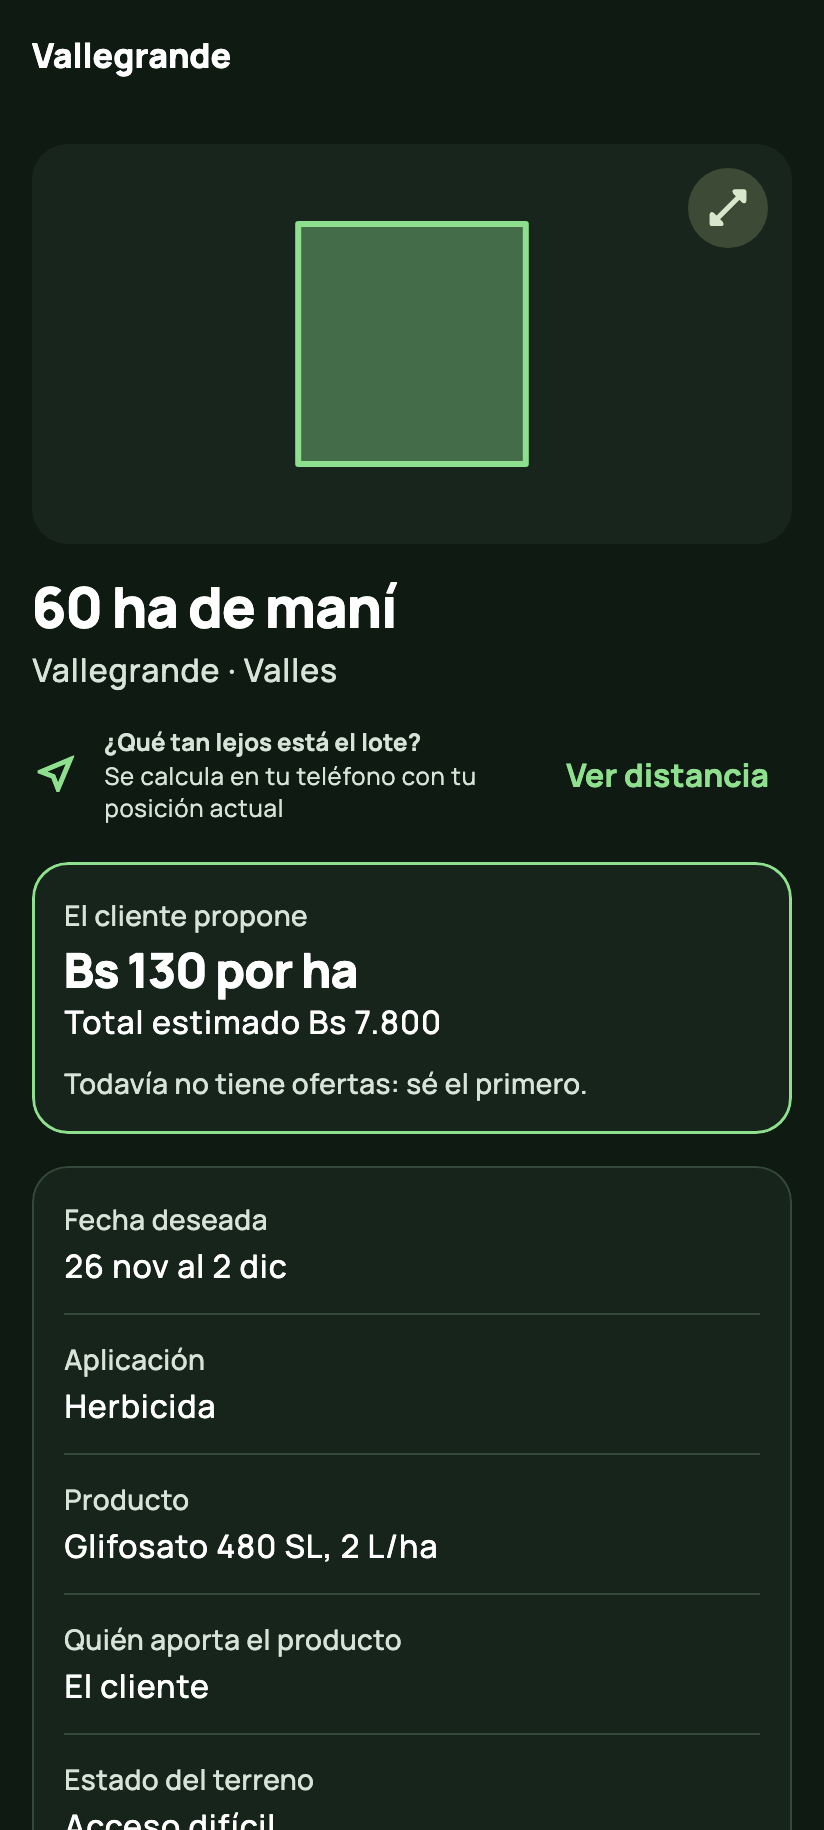 Vallegrande
60 ha de maní
Vallegrande · Valles
¿Qué tan lejos está el lote?
Se calcula en tu teléfono con tu
posición actual
Ver distancia
El cliente propone
Bs 130 por ha
Total estimado Bs 7.800
Todavía no tiene ofertas: sé el primero.
Fecha deseada
26 nov al 2 dic
Aplicación
Herbicida
Producto
Glifosato 480 SL, 2 L/ha
Quién aporta el producto
El cliente
Estado del terreno
Acceso difícil